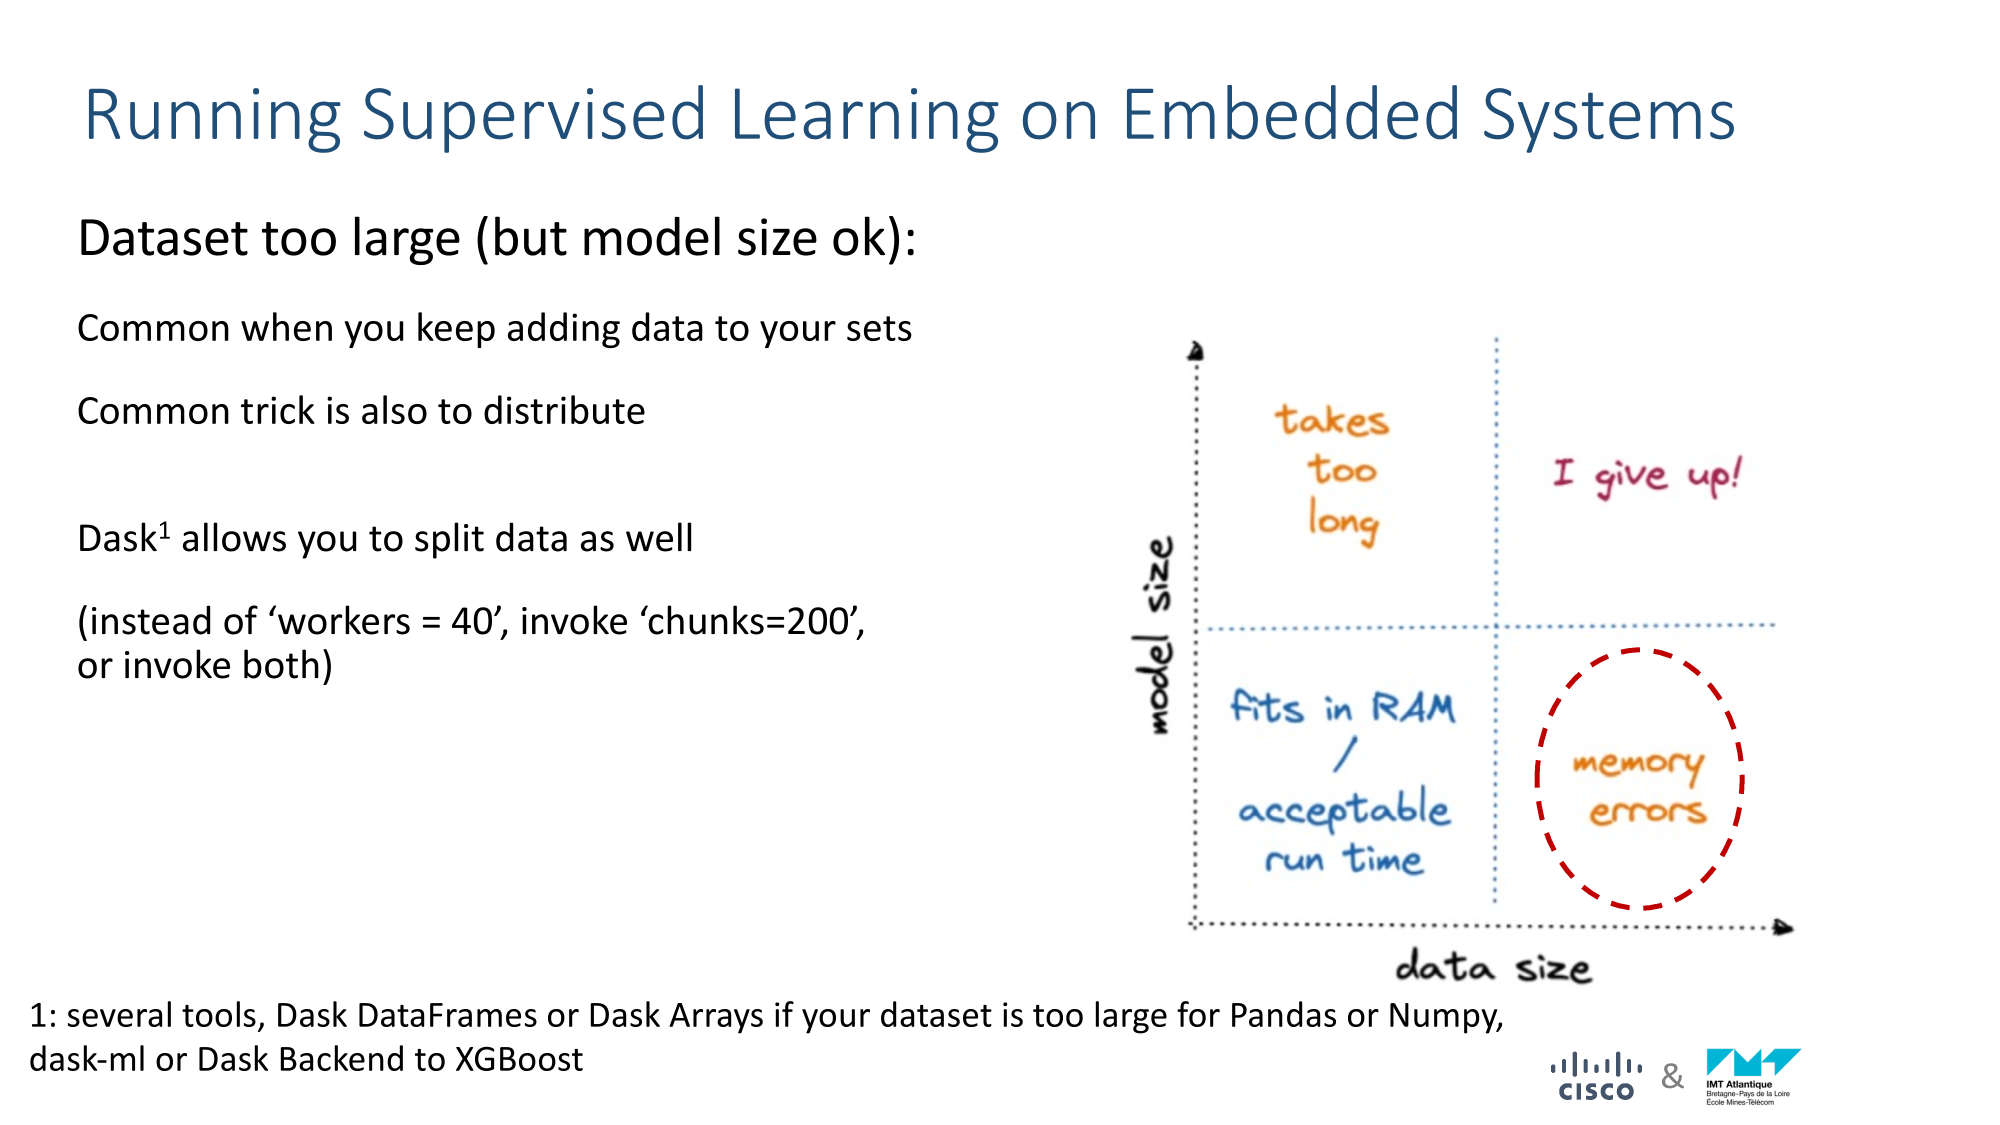 Running Supervised Learning on Embedded Systems
Dataset too large (but model size ok):
Common when you keep adding data to your sets
Common trick is also to distribute
Dask1 allows you to split data as well
(instead of ‘workers = 40’, invoke ‘chunks=200’,
or invoke both)
model size
takes
too
long
I give up!
fits in RAM
/
acceptable
run time
memory
errors
data size
1: several tools, Dask DataFrames or Dask Arrays if your dataset is too large for Pandas or Numpy,
dask-ml or Dask Backend to XGBoost
CISCO
&
IMT Atlantique
Bretagne-Pays de la Loire
École Mines-Télécom